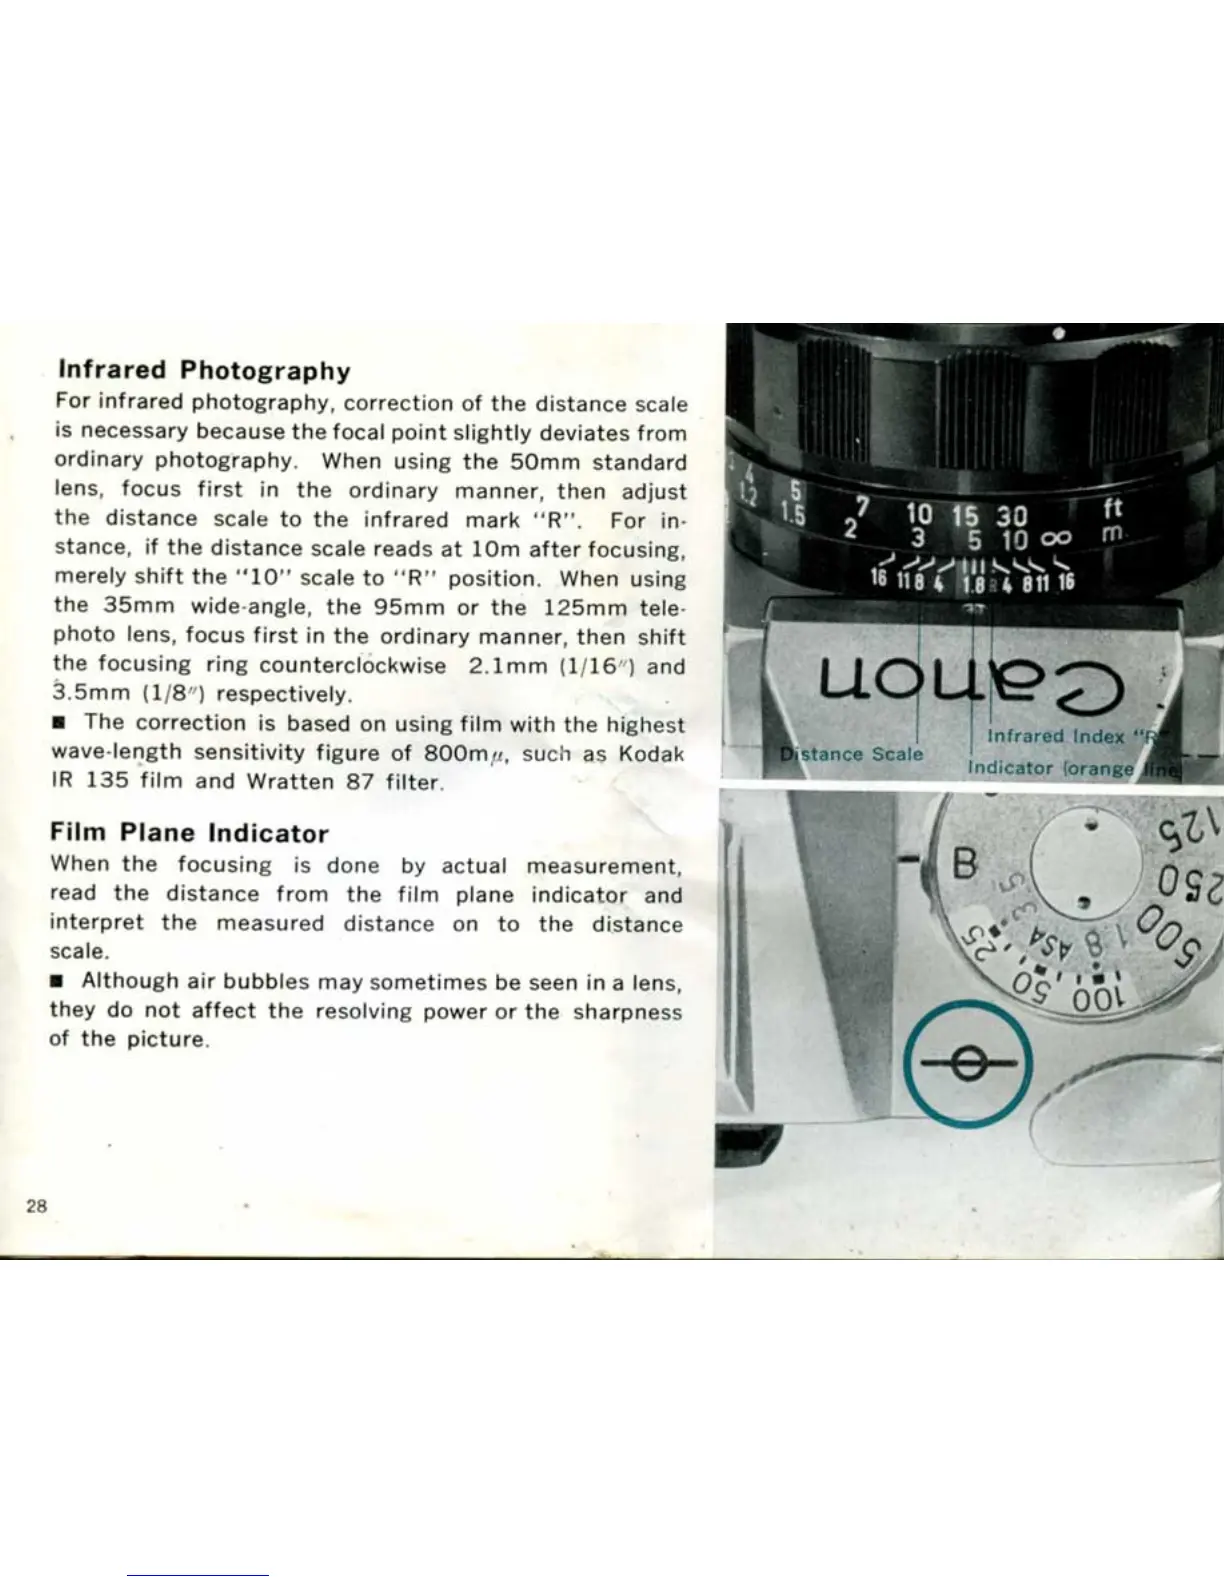 Infrared Photography
For infrared photography, correction of the distance scale
is necessary because the focal point slightly deviates from
ordinary photography. When using the 50mm standard
lens, focus first in the ordinary manner, then adjust
the distance scale to the infrared mark "R". For in-
stance, if the distance scale reads at 10m after focusing,
merely shift the "10" scale to "R" position. When using
the 35mm wide-angle, the 95mm or the 125mm tele-
photo lens, focus first in the ordinary manner, then shift
the focusing ring counterclockwise 2.1mm (1/16″) and
3.5mm (1/8″) respectively.
■ The correction is based on using film with the highest
wave-length sensitivity figure of 800mμ, such as Kodak
IR 135 film and Wratten 87 filter.
Film Plane Indicator
When the focusing is done by actual measurement,
read the distance from the film plane indicator and
interpret the measured distance on to the distance
scale.
■ Although air bubbles may sometimes be seen in a lens,
they do not affect the resolving power or the sharpness
of the picture.
28
4 5 7 10 15 30 ft
1.2 1.5 2 3 5 10 ∞ m
16 11 8 4 1.8 R 4 8 11 16
Canon
Infrared Index "R"
Distance Scale
Indicator (orange line)
B
125
250
500
25
ASA
50
100